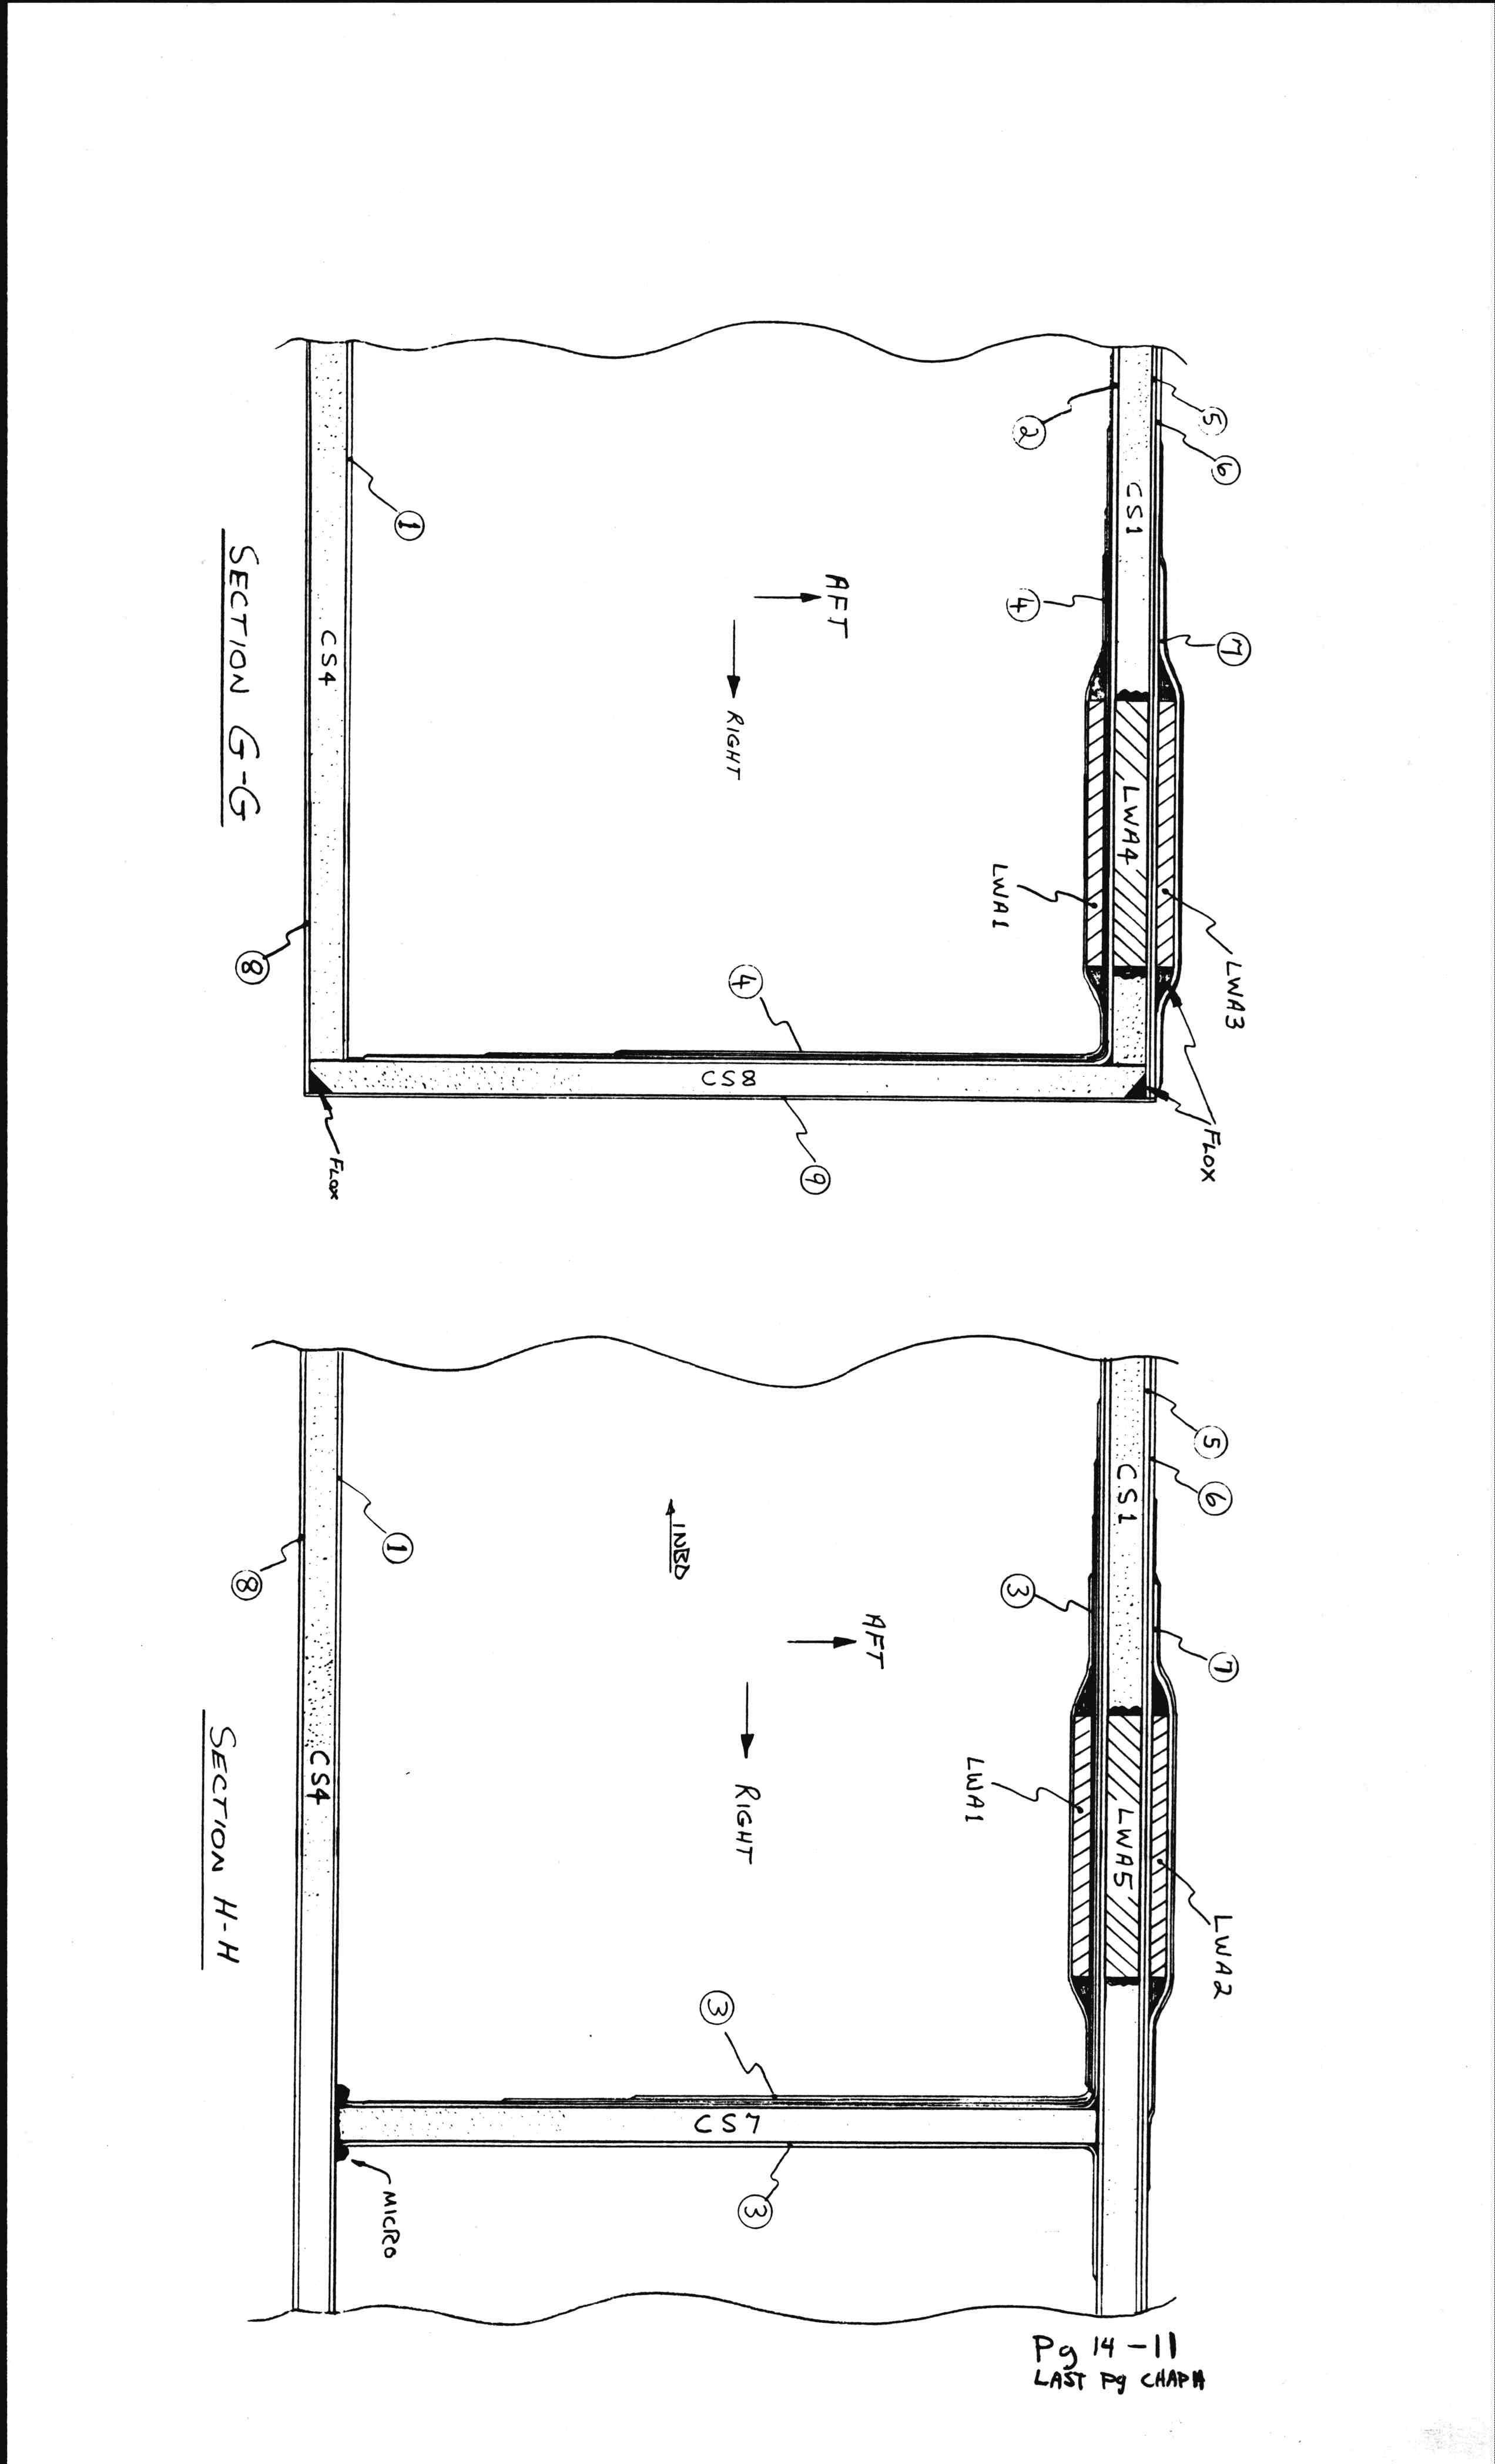 ⑤
⑥
②
CS1
①
④
⑦
AFT
RIGHT
CS4
LWA4
LWA1
LWA3
④
⑧
CS8
FLOX
FLOX
⑨
SECTION G-G
⑤
⑥
CS1
①
⑧
INBD
③
⑦
AFT
RIGHT
CS4
LWA1
LWA5
LWA2
③
CS7
③
MICRO
SECTION H-H
Pg 14-11
LAST Pg CHAP